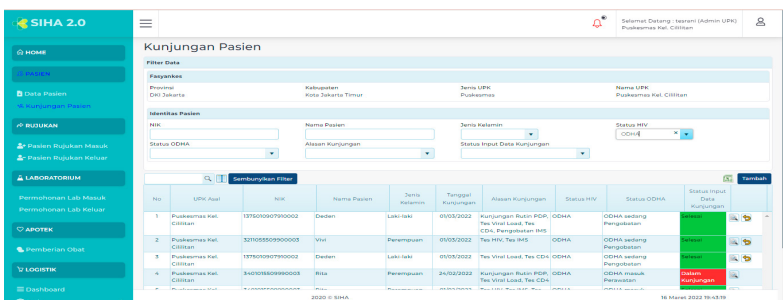 SIHA 2.0
Selamat Datang : tasrani (Admin UPK)
Puskesmas Kel. Cililitan
HOME
PASIEN
Data Pasien
Kunjungan Pasien
RUJUKAN
Pasien Rujukan Masuk
Pasien Rujukan Keluar
LABORATORIUM
Permohonan Lab Masuk
Permohonan Lab Keluar
APOTEK
Pemberian Obat
LOGISTIK
Dashboard
Kunjungan Pasien
Filter Data
Fasyankes
Provinsi Kabupaten Jenis UPK Nama UPK
DKI Jakarta Kota Jakarta Timur Puskesmas Puskesmas Kel. Cililitan
Identitas Pasien
NIK Nama Pasien Jenis Kelamin Status HIV
ODHA ×
Status ODHA Alasan Kunjungan Status Input Data Kunjungan
Sembunyikan Filter Tambah
No UPK Asal NIK Nama Pasien Jenis Kelamin Tanggal Kunjungan Alasan Kunjungan Status HIV Status ODHA Status Input Data Kunjungan
1 Puskesmas Kel. Cililitan 1375010907910002 Deden Laki-laki 01/03/2022 Kunjungan Rutin PDP, Tes Viral Load, Tes CD4, Pengobatan IMS ODHA ODHA sedang Pengobatan Selesai
2 Puskesmas Kel. Cililitan 3211055509900003 Vivi Perempuan 01/03/2022 Tes HIV, Tes IMS ODHA ODHA sedang Pengobatan Selesai
3 Puskesmas Kel. Cililitan 1375010907910002 Deden Laki-laki 01/03/2022 Tes Viral Load, Tes CD4 ODHA ODHA sedang Pengobatan Selesai
4 Puskesmas Kel. Cililitan 3401015509990003 Rita Perempuan 24/02/2022 Kunjungan Rutin PDP, Tes Viral Load, Tes CD4 ODHA ODHA masuk Perawatan Dalam Kunjungan
2020 © SIHA
16 Maret 2022 19:43:19